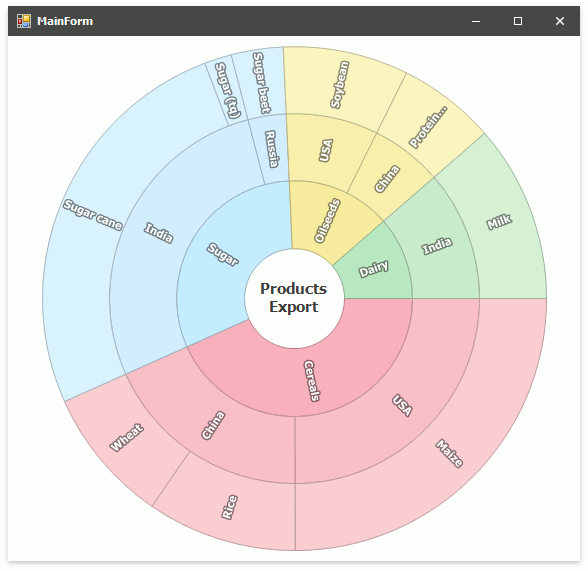 MainForm
Products
Export
Sugar
Oilseeds
Dairy
Cereals
India
Russia
USA
China
India
USA
China
Sugar cane
Sugar (tq)
Sugar beet
Soybean
Protein...
Milk
Maize
Rice
Wheat